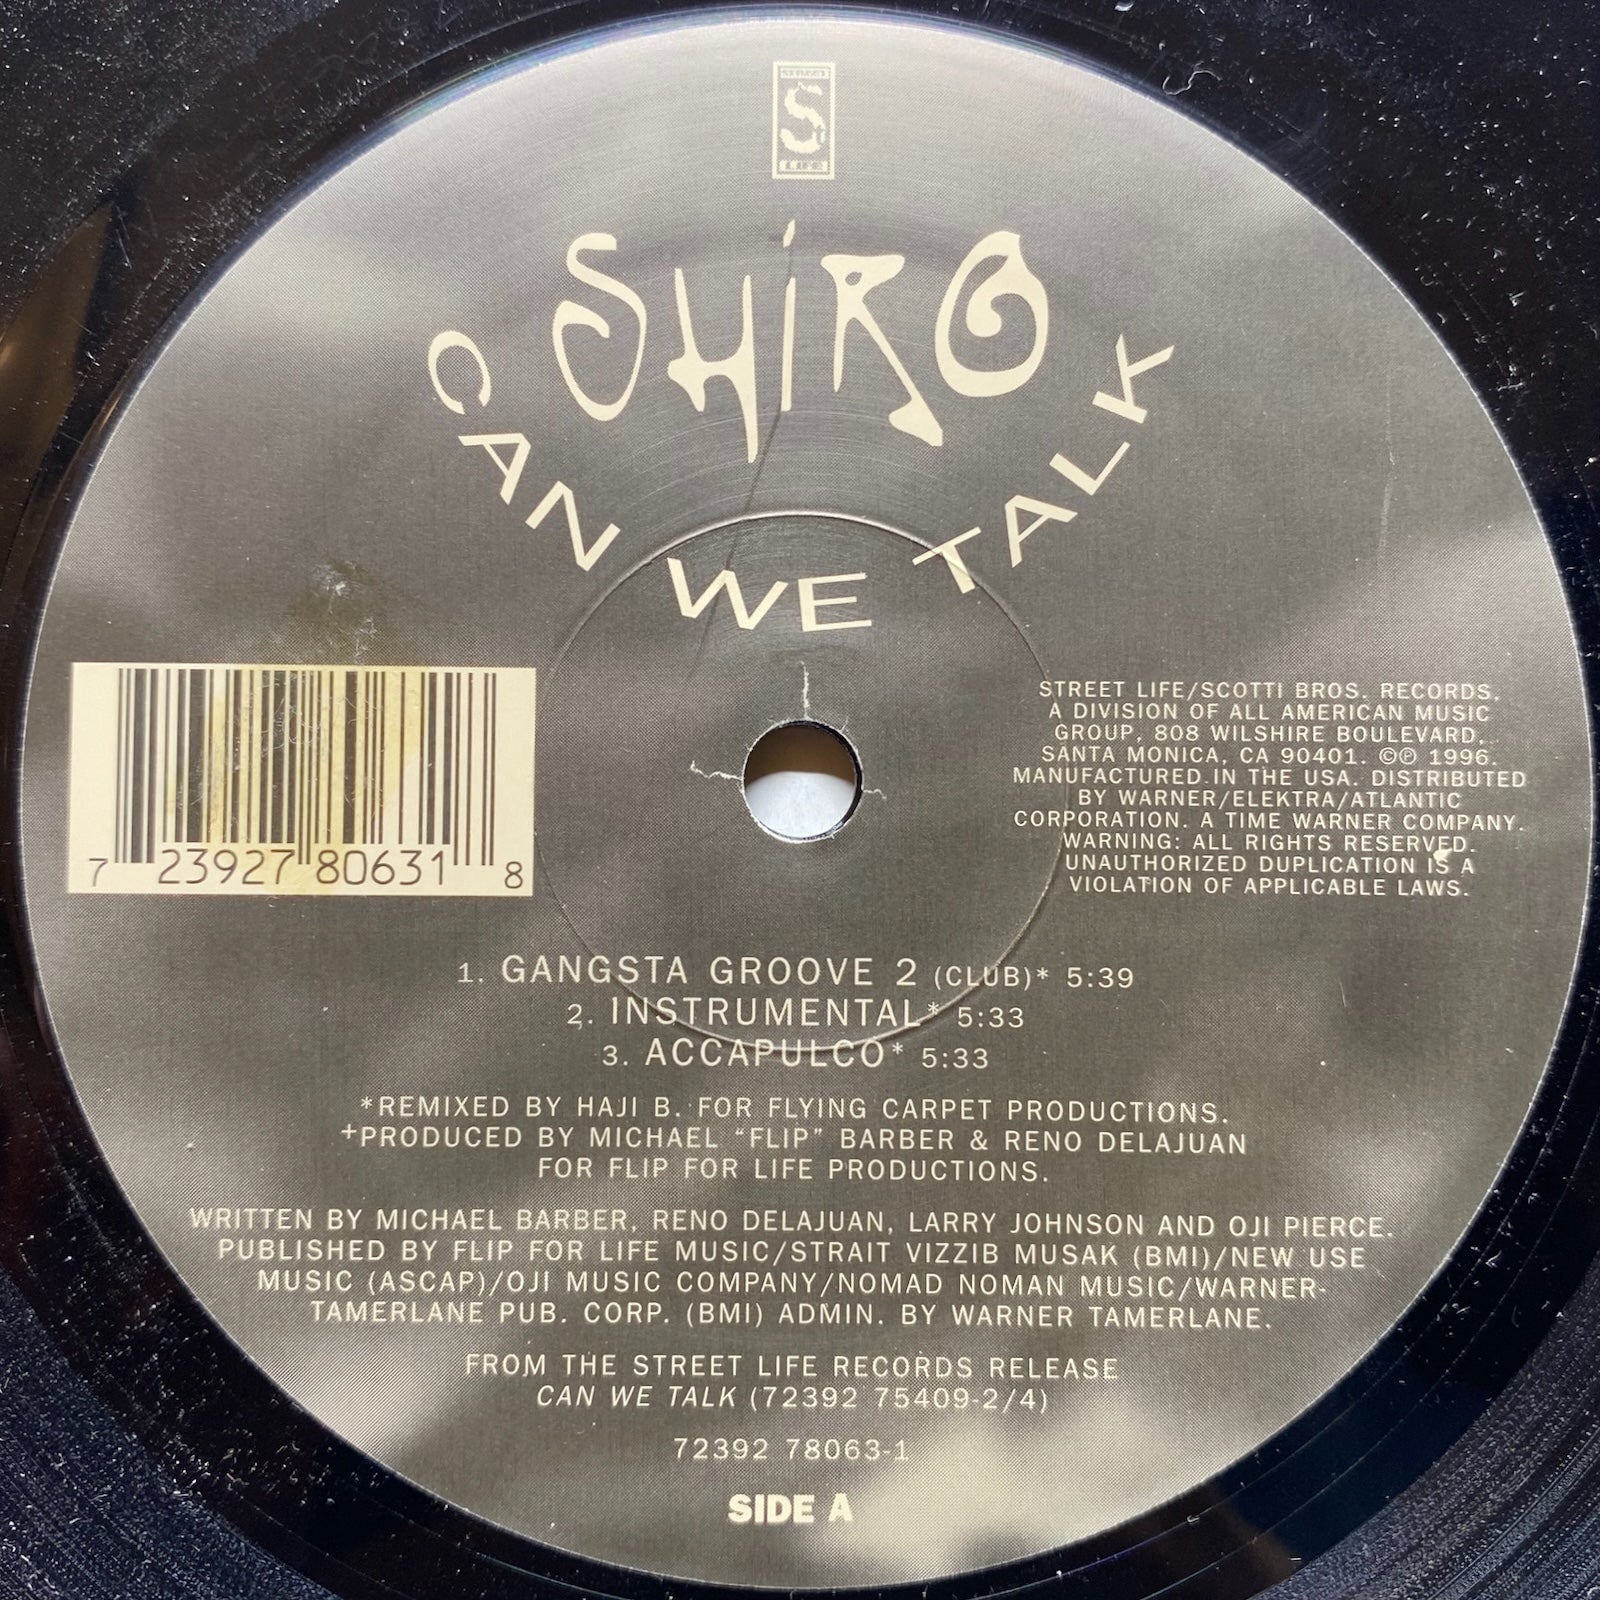 STREET
S
LIFE
SHIRO
CAN WE TALK
7 23927 80631 8
STREET LIFE/SCOTTI BROS. RECORDS,
A DIVISION OF ALL AMERICAN MUSIC
GROUP, 808 WILSHIRE BOULEVARD,
SANTA MONICA, CA 90401. ©℗ 1996.
MANUFACTURED IN THE USA. DISTRIBUTED
BY WARNER/ELEKTRA/ATLANTIC
CORPORATION. A TIME WARNER COMPANY.
WARNING: ALL RIGHTS RESERVED.
UNAUTHORIZED DUPLICATION IS A
VIOLATION OF APPLICABLE LAWS.
1. GANGSTA GROOVE 2 (CLUB)* 5:39
2. INSTRUMENTAL* 5:33
3. ACCAPULCO* 5:33
*REMIXED BY HAJI B. FOR FLYING CARPET PRODUCTIONS.
+PRODUCED BY MICHAEL “FLIP” BARBER & RENO DELAJUAN
FOR FLIP FOR LIFE PRODUCTIONS.
WRITTEN BY MICHAEL BARBER, RENO DELAJUAN, LARRY JOHNSON AND OJI PIERCE.
PUBLISHED BY FLIP FOR LIFE MUSIC/STRAIT VIZZIB MUSAK (BMI)/NEW USE
MUSIC (ASCAP)/OJI MUSIC COMPANY/NOMAD NOMAN MUSIC/WARNER-
TAMERLANE PUB. CORP. (BMI) ADMIN. BY WARNER TAMERLANE.
FROM THE STREET LIFE RECORDS RELEASE
CAN WE TALK (72392 75409-2/4)
72392 78063-1
SIDE A